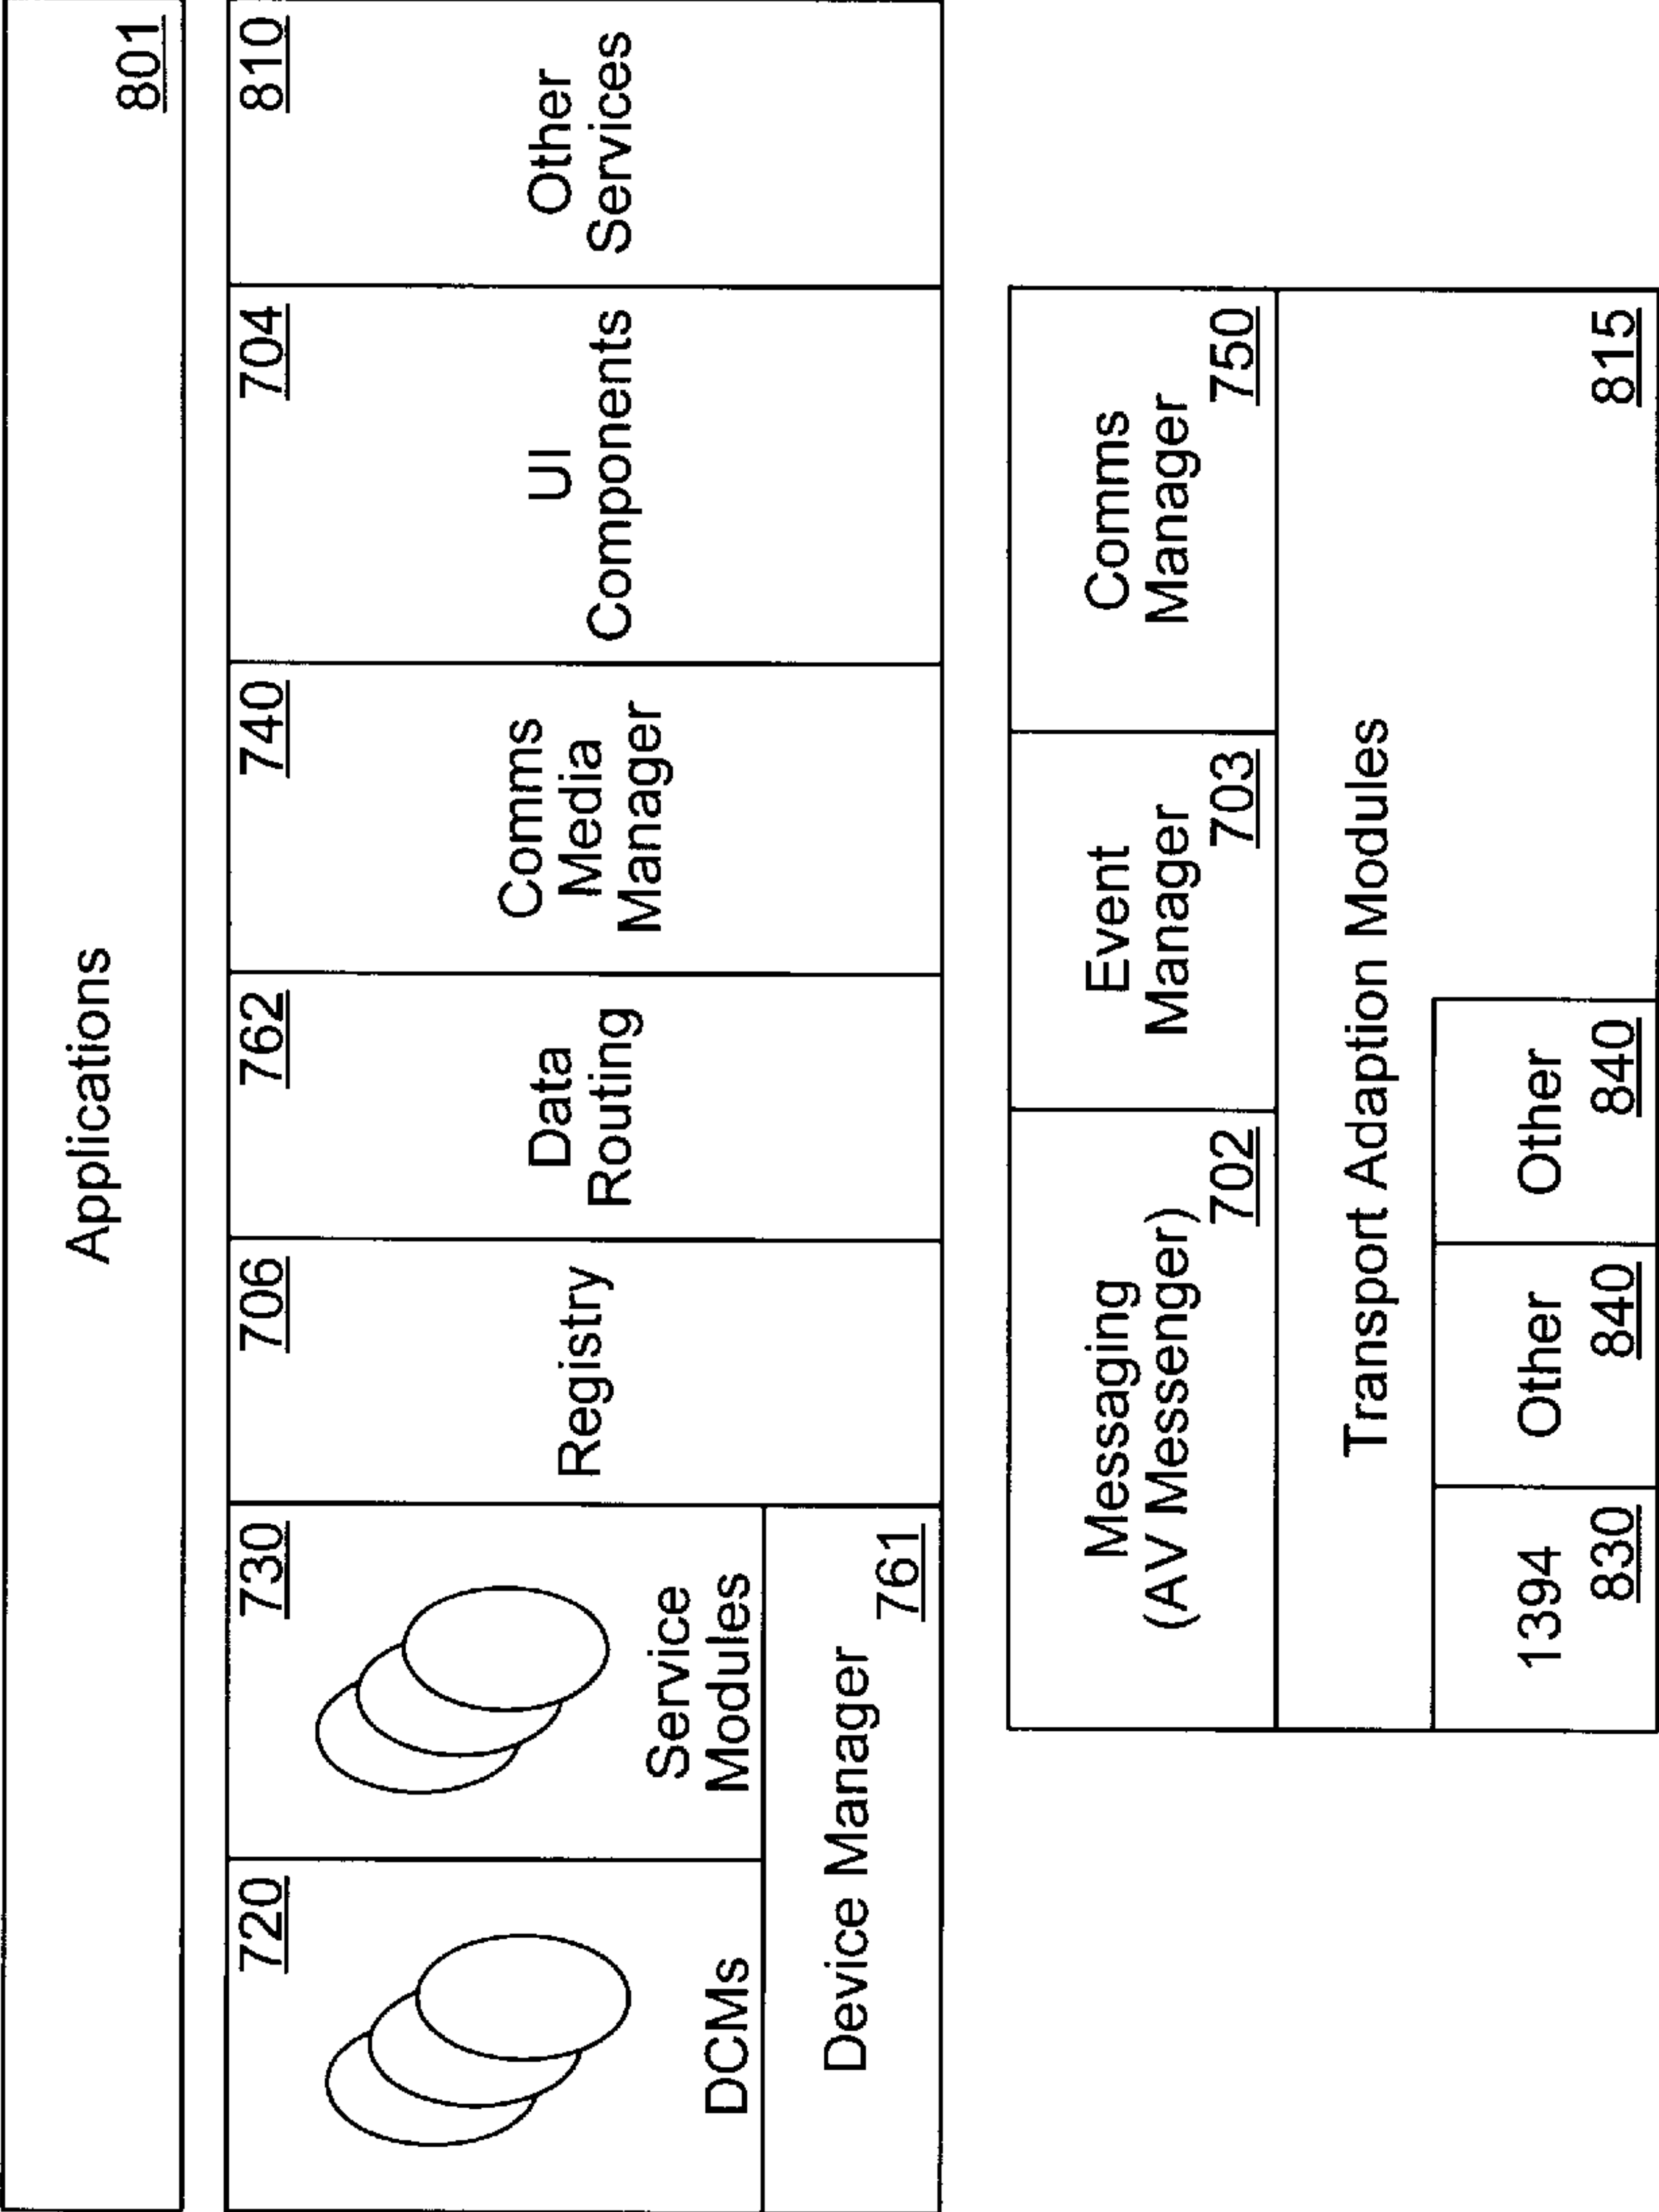 Applications
801
720
DCMs
730
Service
Modules
Device Manager
761
706
Registry
762
Data
Routing
740
Comms
Media
Manager
704
UI
Components
810
Other
Services
Messaging
(AV Messenger)
702
Event
Manager
703
Comms
Manager
750
Transport Adaption Modules
815
1394
830
Other
840
Other
840